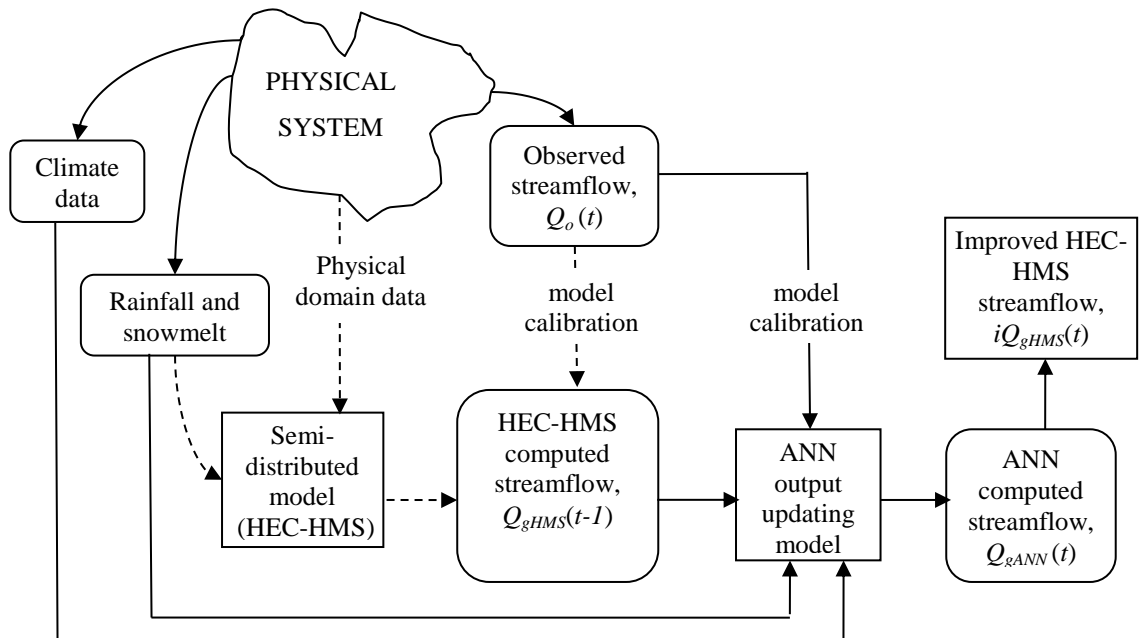 PHYSICAL
SYSTEM
Climate
data
Observed
streamflow,
Qo (t)
Rainfall and
snowmelt
Physical
domain data
model
calibration
model
calibration
Improved HEC-
HMS
streamflow,
iQgHMS(t)
Semi-
distributed
model
(HEC-HMS)
HEC-HMS
computed
streamflow,
QgHMS(t-1)
ANN
output
updating
model
ANN
computed
streamflow,
QgANN (t)